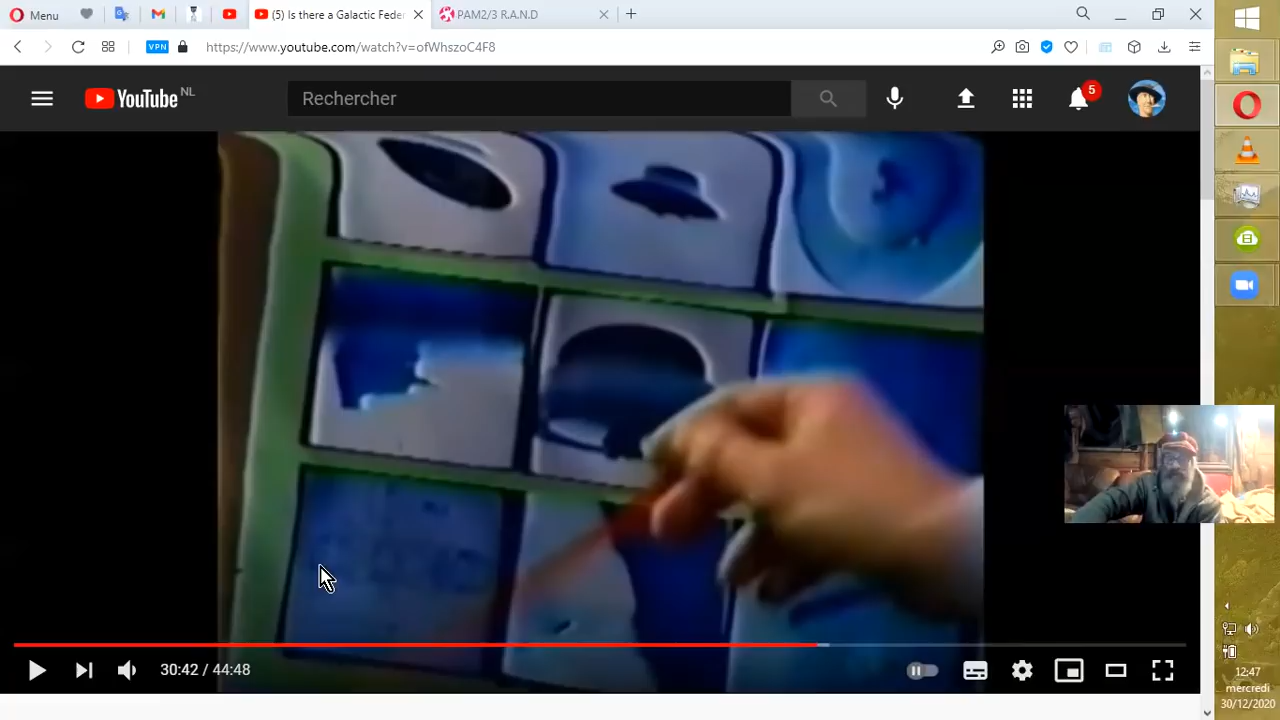 Menu
(5) Is there a Galactic Feder
PAM2/3 R.A.N.D
VPN
https://www.youtube.com/watch?v=ofWhszoC4F8
YouTube NL
Rechercher
5
30:42 / 44:48
12:47
mercredi
30/12/2020